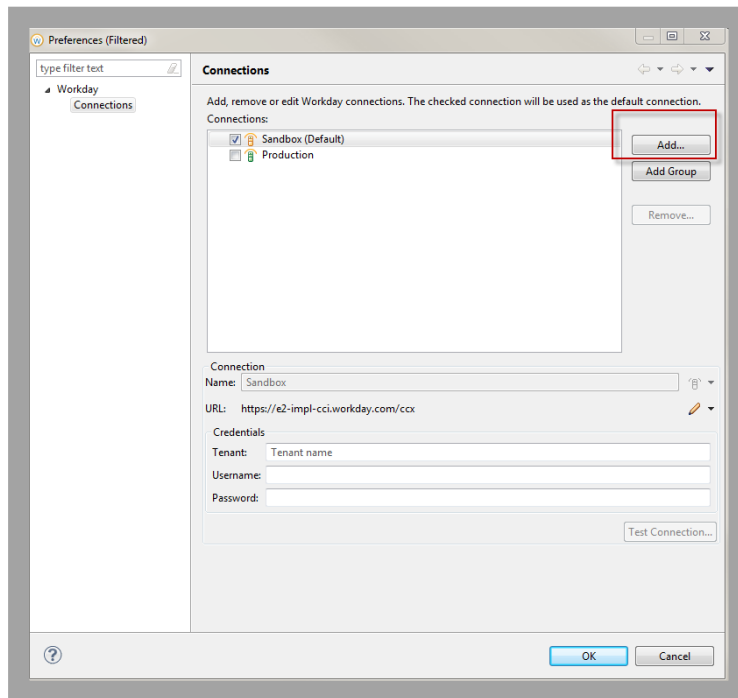 Preferences (Filtered)
type filter text
Workday
Connections
Connections
Add, remove or edit Workday connections. The checked connection will be used as the default connection.
Connections:
Sandbox (Default)
Production
Add...
Add Group
Remove...
Connection
Name: Sandbox
URL: https://e2-impl-cci.workday.com/ccx
Credentials
Tenant: Tenant name
Username:
Password:
Test Connection...
OK
Cancel